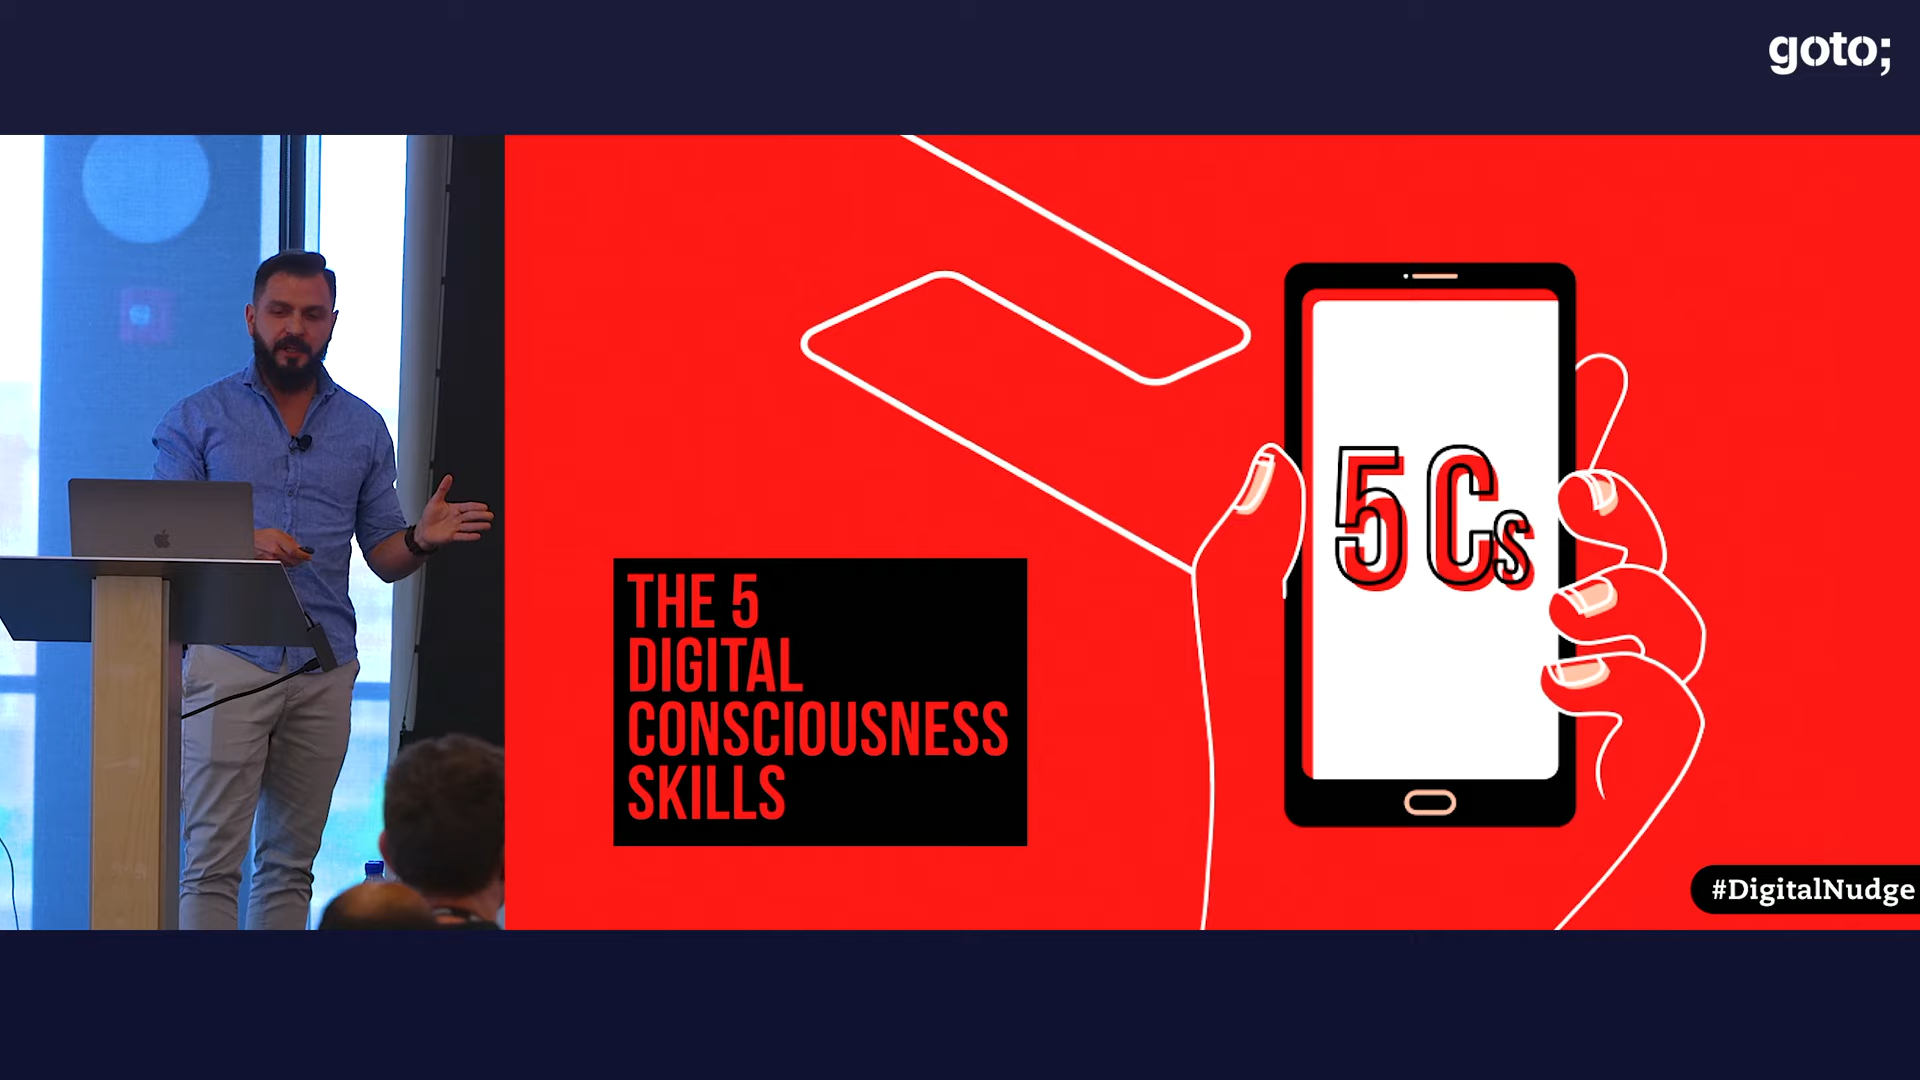 goto;
5 Cs
THE 5
DIGITAL
CONSCIOUSNESS
SKILLS
#DigitalNudge